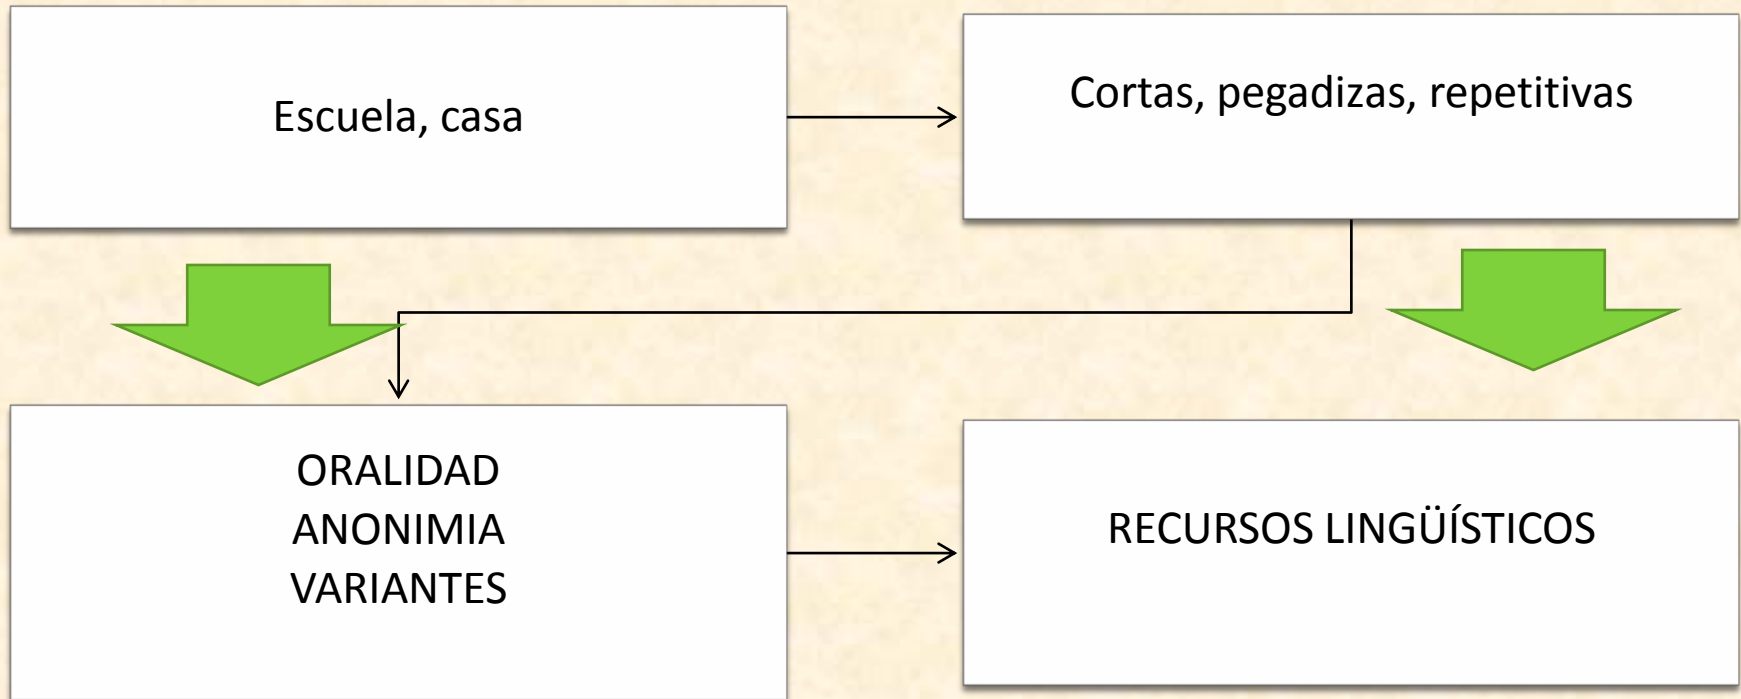 Escuela, casa
Cortas, pegadizas, repetitivas
ORALIDAD
ANONIMIA
VARIANTES
RECURSOS LINGÜÍSTICOS